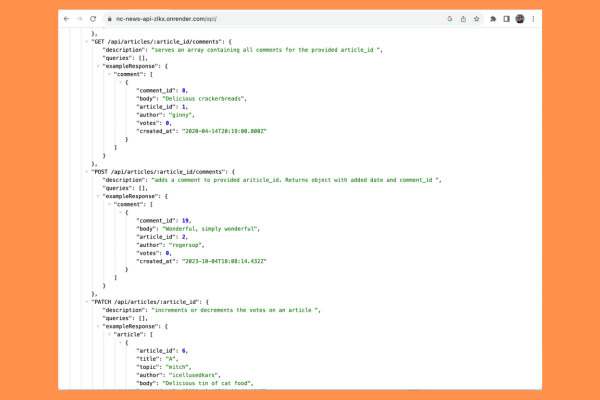 nc-news-api-zlkx.onrender.com/api/
},
"GET /api/articles/:article_id/comments": {
"description": "serves an array containing all comments for the provided article_id ",
"queries": [],
"exampleResponse": {
"comment": [
{
"comment_id": 8,
"body": "Delicious crackerbreads",
"article_id": 1,
"author": "ginny",
"votes": 0,
"created_at": "2020-04-14T20:19:00.000Z"
}
]
}
},
"POST /api/articles/:article_id/comments": {
"description": "adds a comment to provided ariticle_id. Returns object with added date and comment_id ",
"queries": [],
"exampleResponse": {
"comment": [
{
"comment_id": 19,
"body": "Wonderful, simply wonderful",
"article_id": 2,
"author": "rogersop",
"votes": 0,
"created_at": "2023-10-04T18:08:14.432Z"
}
]
}
},
"PATCH /api/articles/:article_id": {
"description": "increments or decrements the votes on an article ",
"queries": [],
"exampleResponse": {
"article": [
{
"article_id": 6,
"title": "A",
"topic": "mitch",
"author": "icellusedkars",
"body": "Delicious tin of cat food",